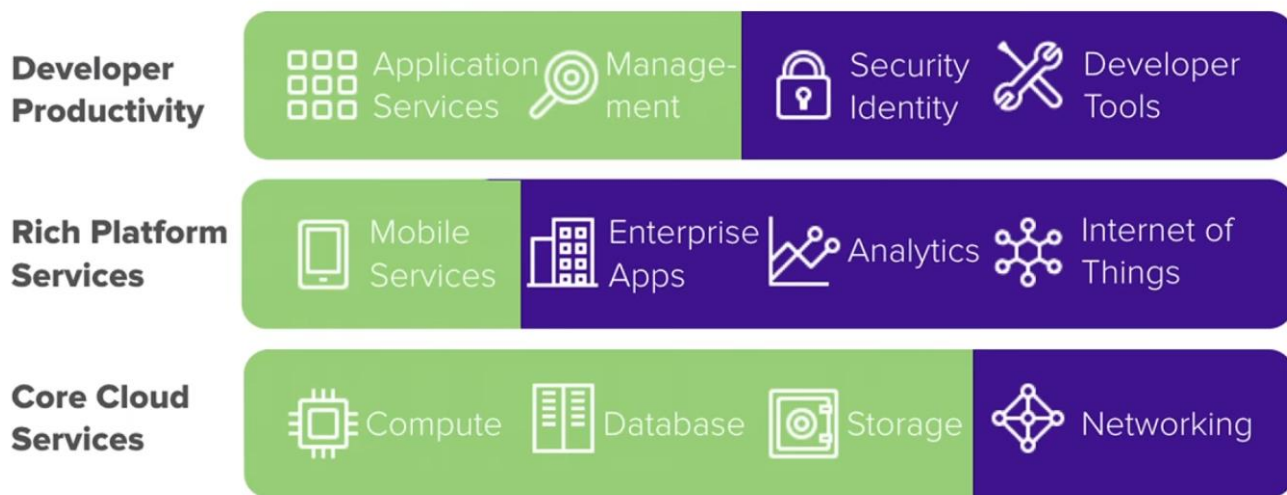 Developer
Productivity
Application
Services
Manage-
ment
Security
Identity
Developer
Tools
Rich Platform
Services
Mobile
Services
Enterprise
Apps
Analytics
Internet of
Things
Core Cloud
Services
Compute
Database
Storage
Networking